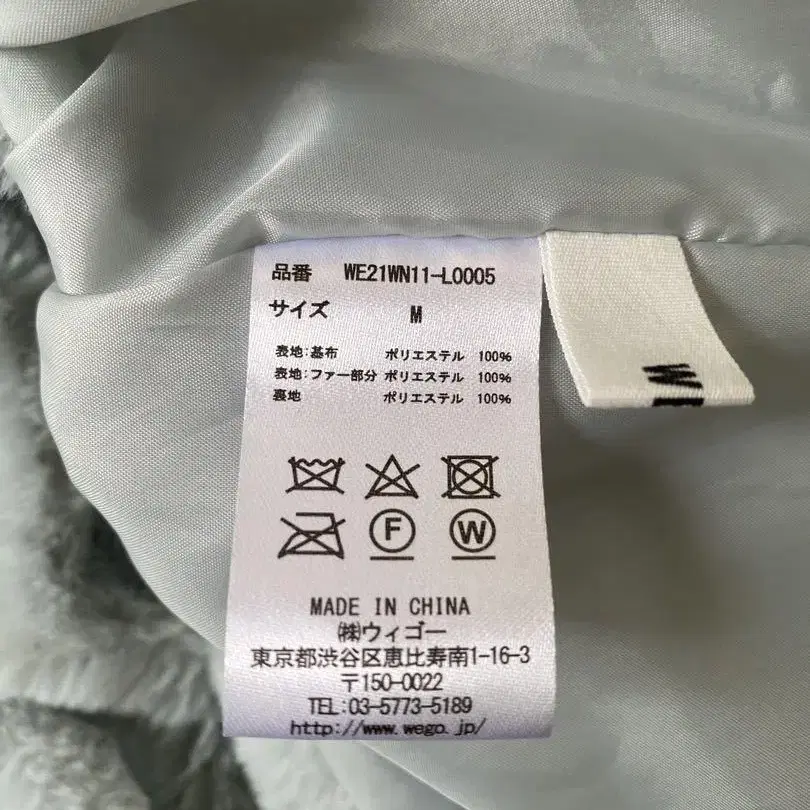 品番 WE21WN11-L0005
サイズ M
表地:基布 ポリエステル 100%
表地:ファー部分 ポリエステル 100%
裏地 ポリエステル 100%
F W
MADE IN CHINA
㈱ウィゴー
東京都渋谷区恵比寿南1-16-3
〒150-0022
TEL:03-5773-5189
http://www.wego.jp/
WE